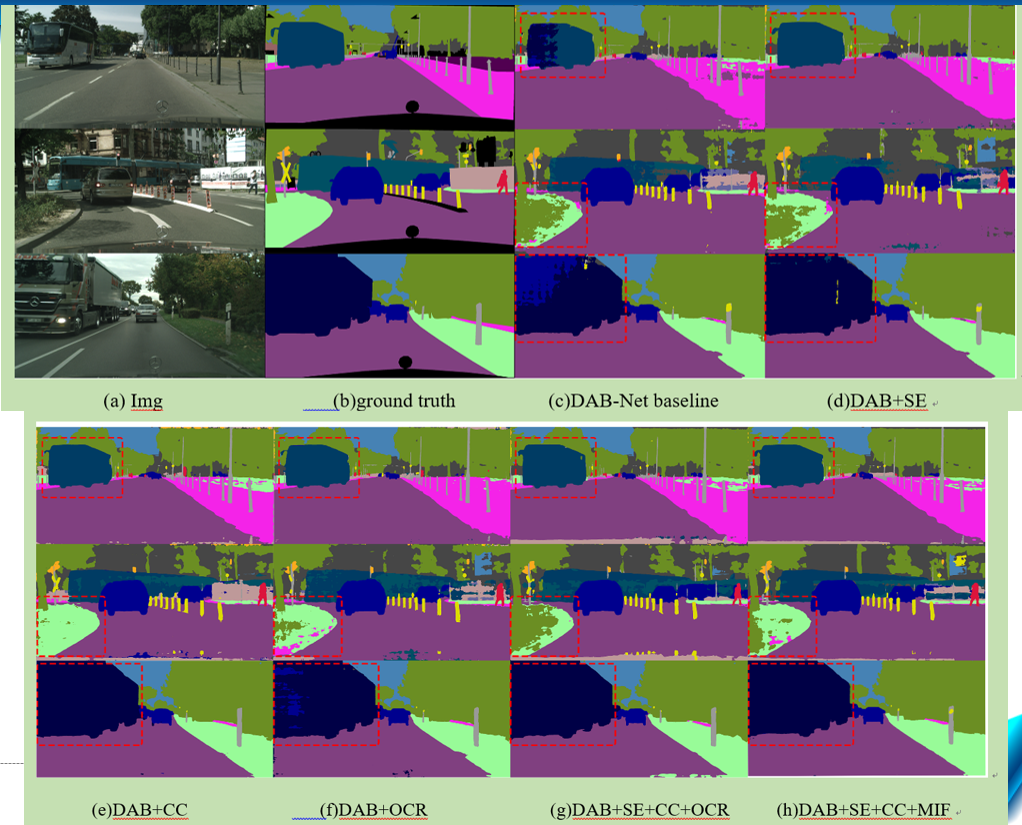 (a) Img
(b)ground truth
(c)DAB-Net baseline
(d)DAB+SE
(e)DAB+CC
(f)DAB+OCR
(g)DAB+SE+CC+OCR
(h)DAB+SE+CC+MIF